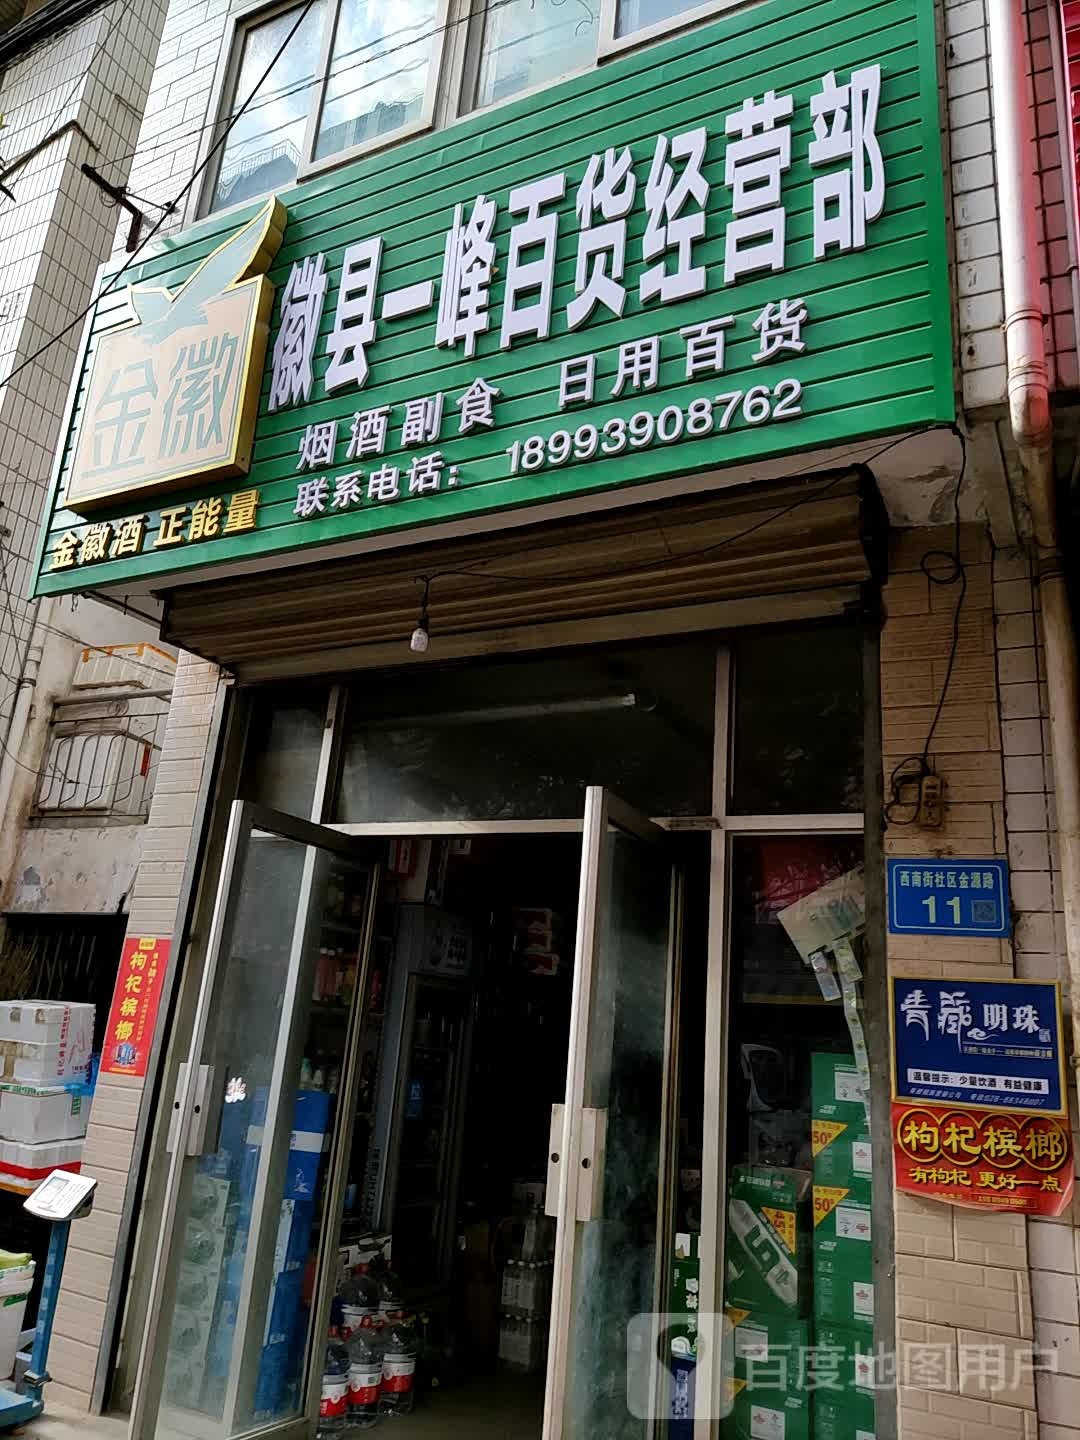 徽县一峰百货经营部
金徽
烟酒副食 日用百货
联系电话：18993908762
金徽酒 正能量
西南街社区金源路
11
枸杞槟榔
青藏明珠
温馨提示：少量饮酒 有益健康
枸杞槟榔
有枸杞 更好一点
50°
50°
45°
百度地图用户